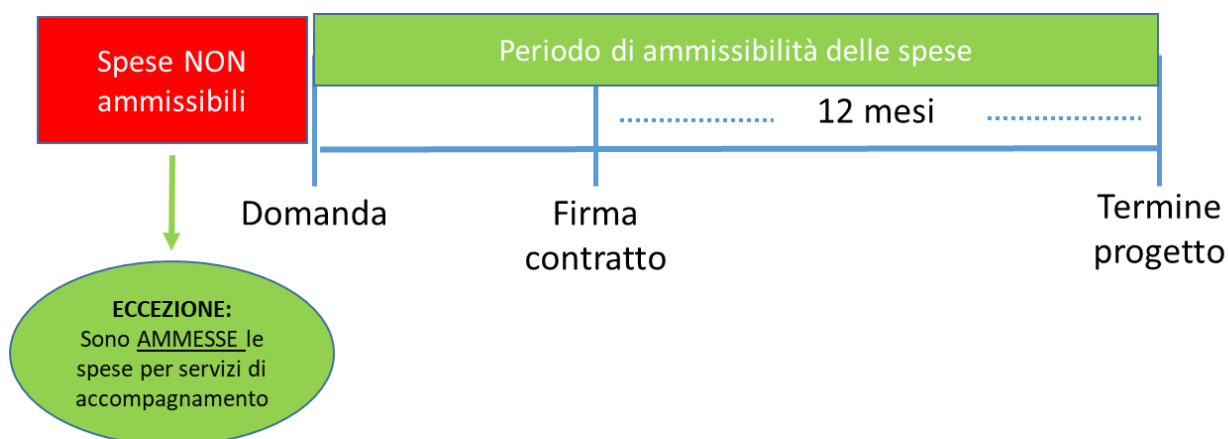 Spese NON
ammissibili
Periodo di ammissibilità delle spese
12 mesi
Domanda
Firma
contratto
Termine
progetto
ECCEZIONE:
Sono AMMESSE le
spese per servizi di
accompagnamento